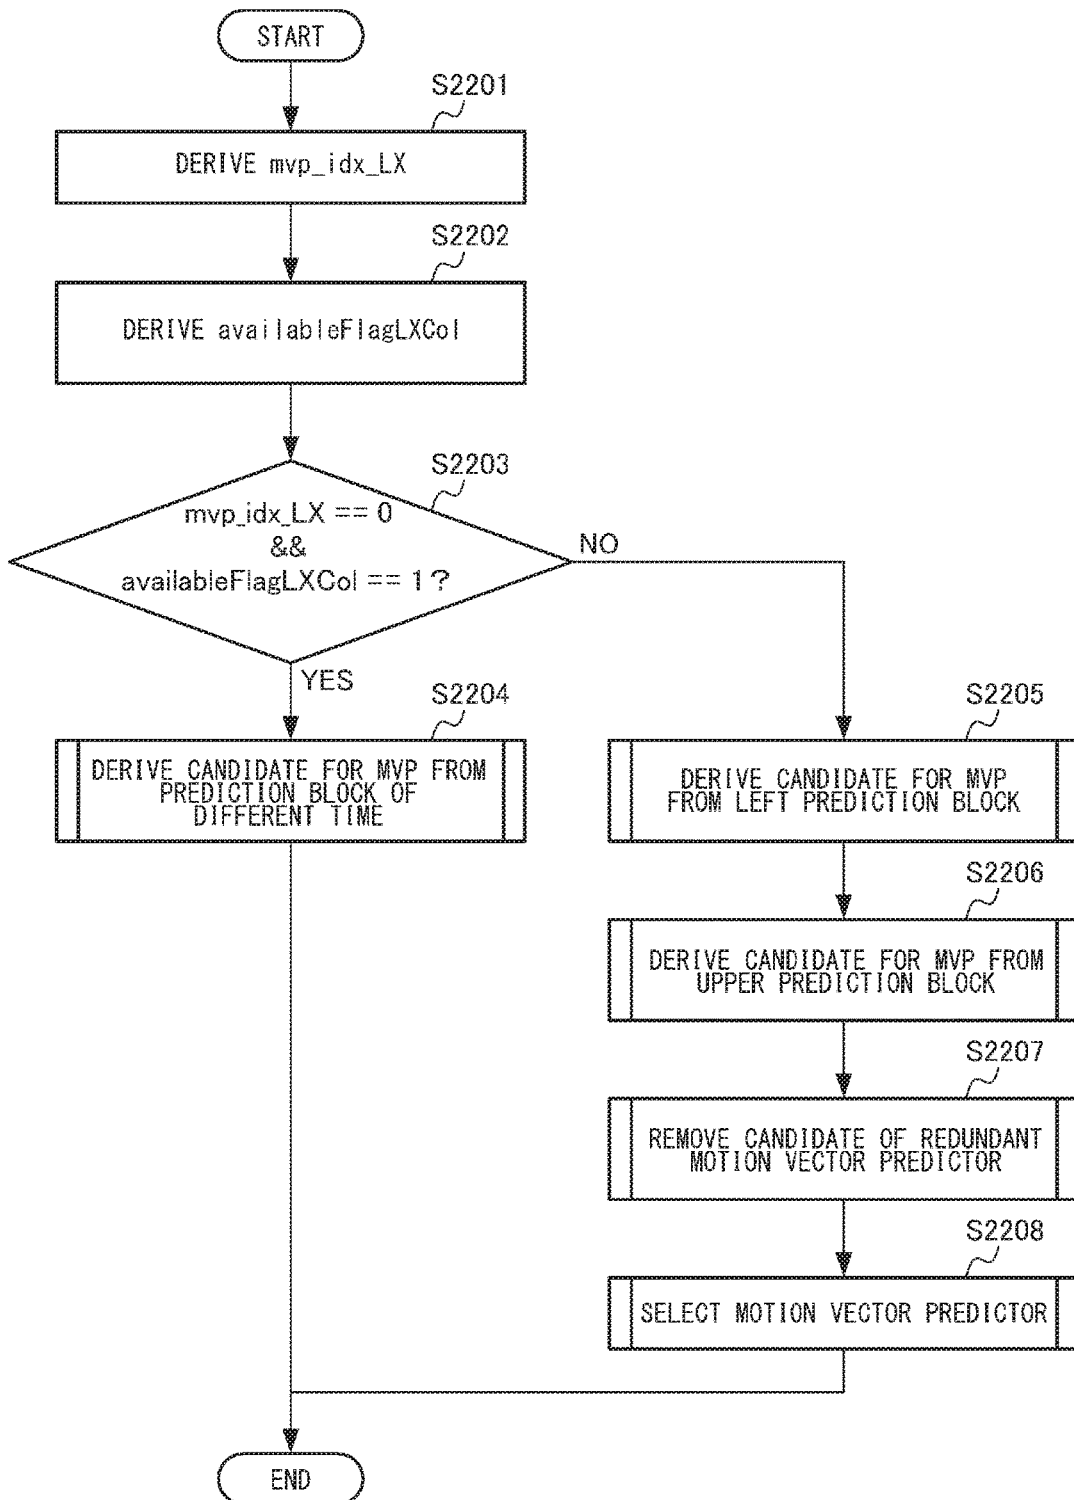 START
S2201
DERIVE mvp_idx_LX
S2202
DERIVE availableFlagLXCol
S2203
mvp_idx_LX == 0
&&
availableFlagLXCol == 1?
NO
YES
S2204
DERIVE CANDIDATE FOR MVP FROM
PREDICTION BLOCK OF
DIFFERENT TIME
S2205
DERIVE CANDIDATE FOR MVP
FROM LEFT PREDICTION BLOCK
S2206
DERIVE CANDIDATE FOR MVP FROM
UPPER PREDICTION BLOCK
S2207
REMOVE CANDIDATE OF REDUNDANT
MOTION VECTOR PREDICTOR
S2208
SELECT MOTION VECTOR PREDICTOR
END